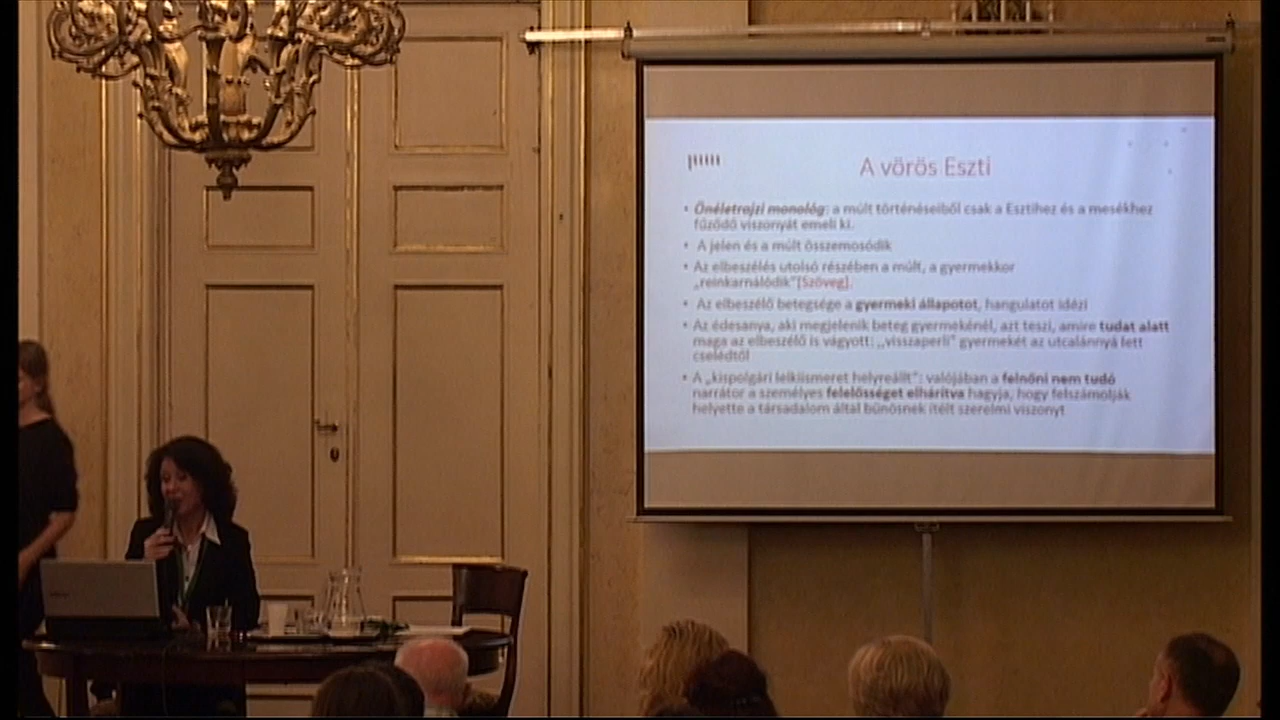 A vörös Eszti
• Önéletrajzi monológ: a múlt történéseiből csak a Esztihez és a mesékhez
fűződő viszonyát emeli ki.
• A jelen és a múlt összemosódik
• Az elbeszélés utolsó részében a múlt, a gyermekkor
„reinkarnálódik”[Szöveg].
• Az elbeszélő betegsége a gyermeki állapotot, hangulatot idézi
• Az édesanya, aki megjelenik beteg gyermekénél, azt teszi, amire tudat alatt
maga az elbeszélő is vágyott: „visszaperli” gyermekét az utcalánnyá lett
cselédtől
• A „kispolgári lelkiismeret helyreállt”: valójában a felnőni nem tudó
narrátor a személyes felelősséget elhárítva hagyja, hogy felszámolják
helyette a társadalom által bűnösnek ítélt szerelmi viszonyt